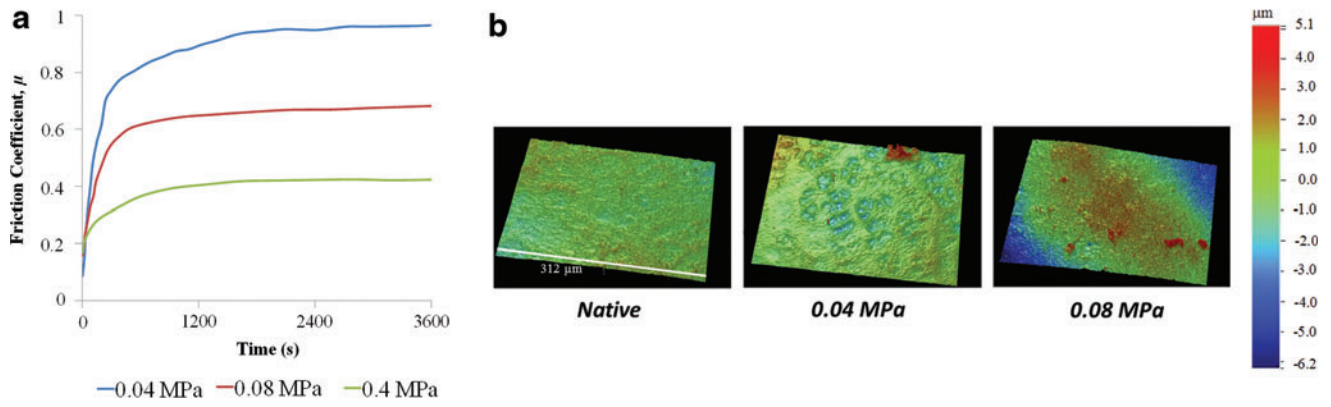 a
1
0.8
0.6
0.4
0.2
0
Friction Coefficient, μ
0 1200 2400 3600
Time (s)
0.04 MPa 0.08 MPa 0.4 MPa
b
312 μm
Native 0.04 MPa 0.08 MPa
μm
5.1
4.0
3.0
2.0
1.0
0.0
-1.0
-2.0
-3.0
-4.0
-5.0
-6.2